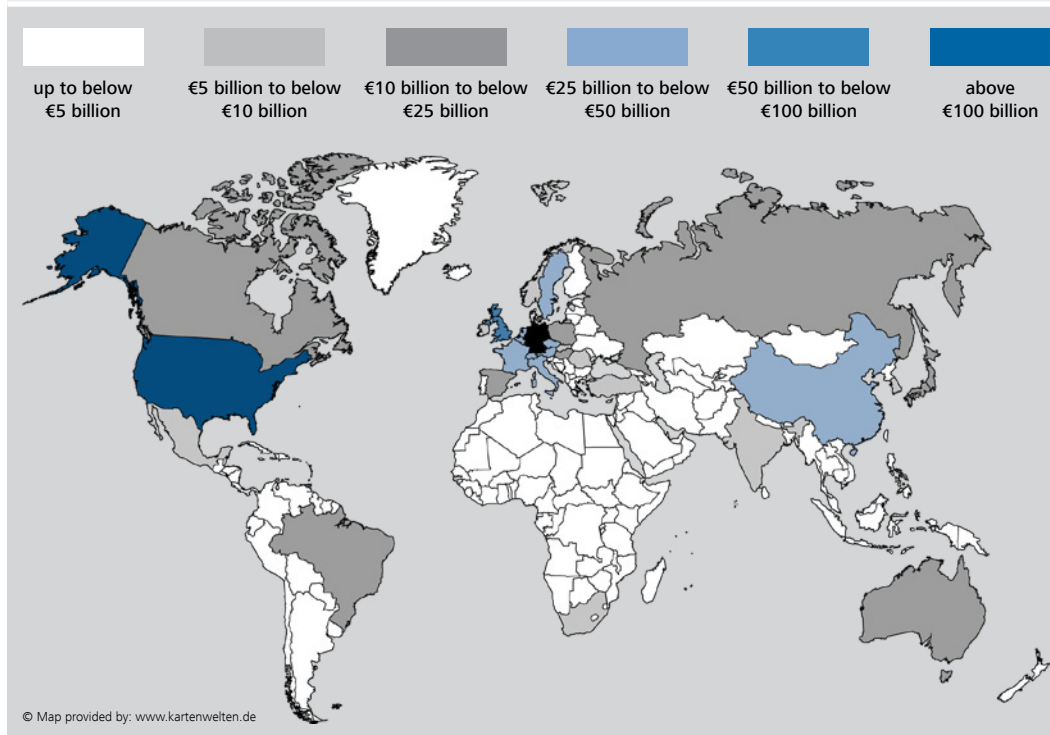 up to below
€5 billion
€5 billion to below
€10 billion
€10 billion to below
€25 billion
€25 billion to below
€50 billion
€50 billion to below
€100 billion
above
€100 billion
© Map provided by: www.kartenwelten.de